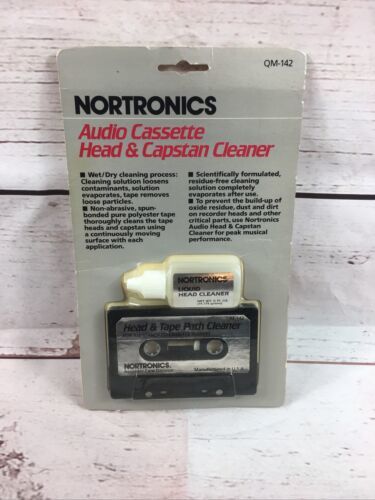 QM-142
NORTRONICS
Audio Cassette
Head & Capstan Cleaner
■ Wet/Dry cleaning process:
Cleaning solution loosens
contaminants, solution
evaporates, tape removes
loose particles.
■ Non-abrasive, spun-
bonded pure polyester tape
thoroughly cleans the tape
heads and capstan using
a continuously moving
surface with each
application.
■ Scientifically formulated,
residue-free cleaning
solution completely
evaporates after use.
■ To prevent the build-up of
oxide residue, dust and dirt
on recorder heads and other
critical parts, use Nortronics
Audio Head & Capstan
Cleaner for peak musical
performance.
NORTRONICS
LIQUID
HEAD CLEANER
QM-142
Head & Tape Path Cleaner
NORTRONICS
Manufactured in U.S.A.